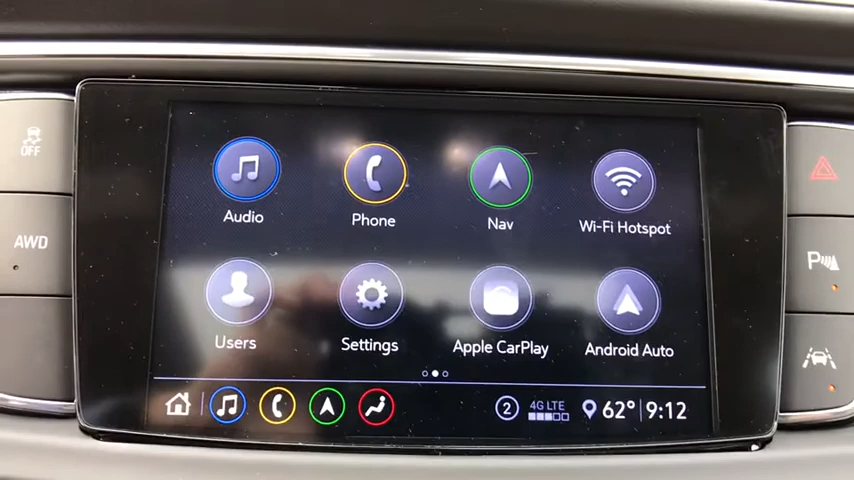 OFF
AWD
Audio
Phone
Nav
Wi-Fi Hotspot
Users
Settings
Apple CarPlay
Android Auto
2
4G LTE
62° 9:12
P